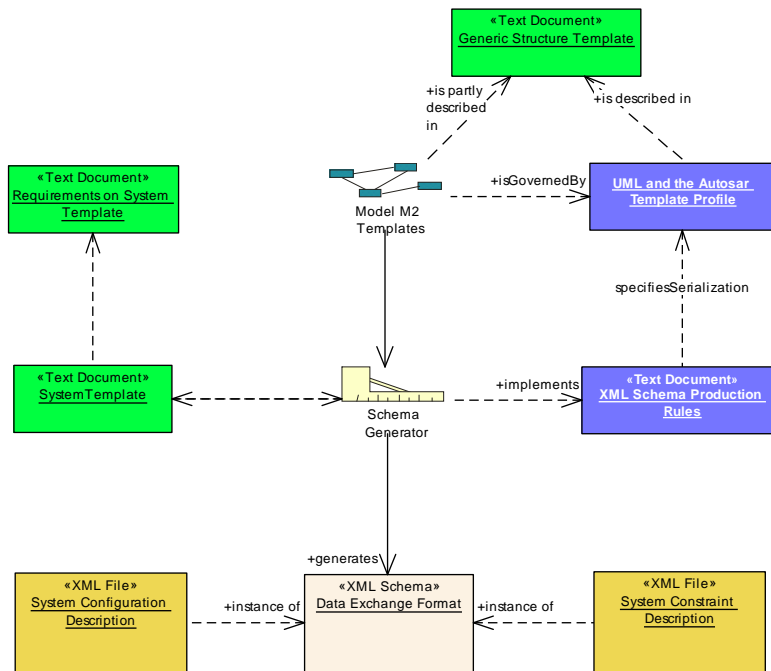 «Text Document»
Generic Structure Template
+is partly
described
in
+is described in
«Text Document»
Requirements on System
Template
+isGovernedBy
UML and the Autosar
Template Profile
Model M2
Templates
specifiesSerialization
«Text Document»
SystemTemplate
Schema
Generator
+implements
«Text Document»
XML Schema Production
Rules
+generates
«XML File»
System Configuration
Description
+instance of
«XML Schema»
Data Exchange Format
+instance of
«XML File»
System Constraint
Description